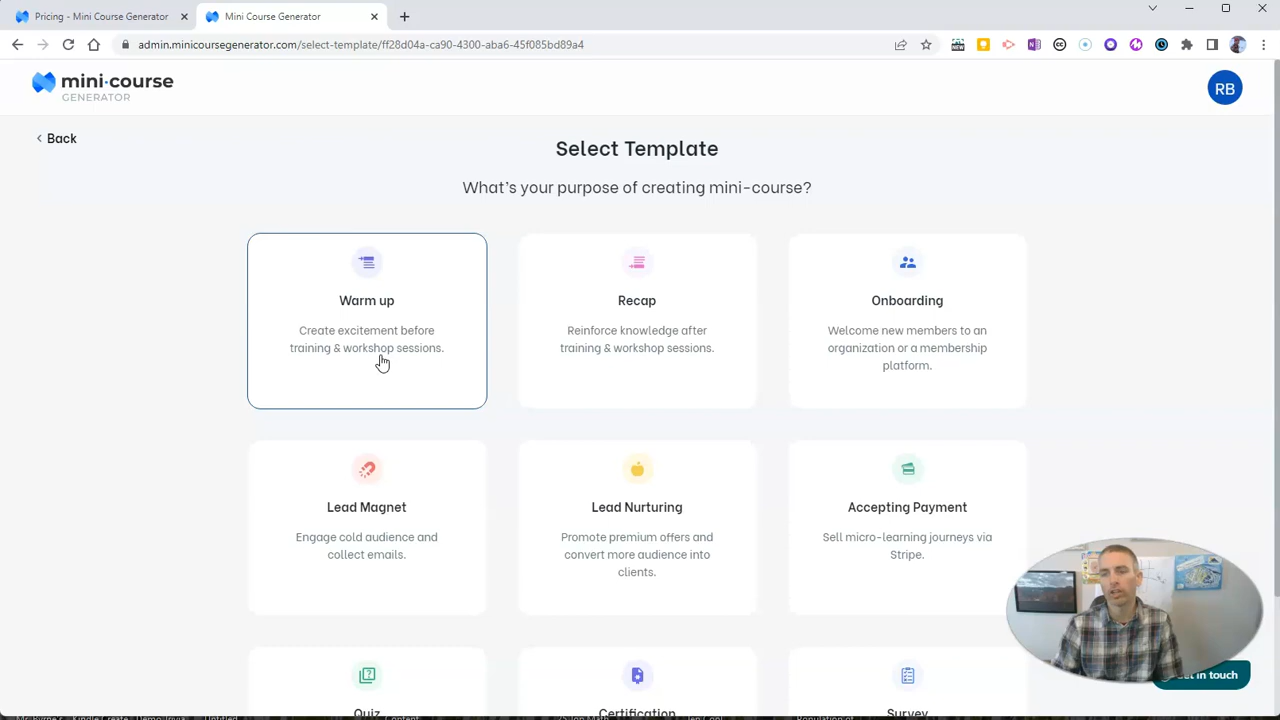 Pricing - Mini Course Generator
Mini Course Generator
admin.minicoursegenerator.com/select-template/ff28d04a-ca90-4300-aba6-45f085bd89a4
NEW
mini·course
GENERATOR
RB
Back
Select Template
What's your purpose of creating mini-course?
Warm up
Create excitement before
training & workshop sessions.
Recap
Reinforce knowledge after
training & workshop sessions.
Onboarding
Welcome new members to an
organization or a membership
platform.
Lead Magnet
Engage cold audience and
collect emails.
Lead Nurturing
Promote premium offers and
convert more audience into
clients.
Accepting Payment
Sell micro-learning journeys via
Stripe.
in touch
Quiz
Certification
Survey